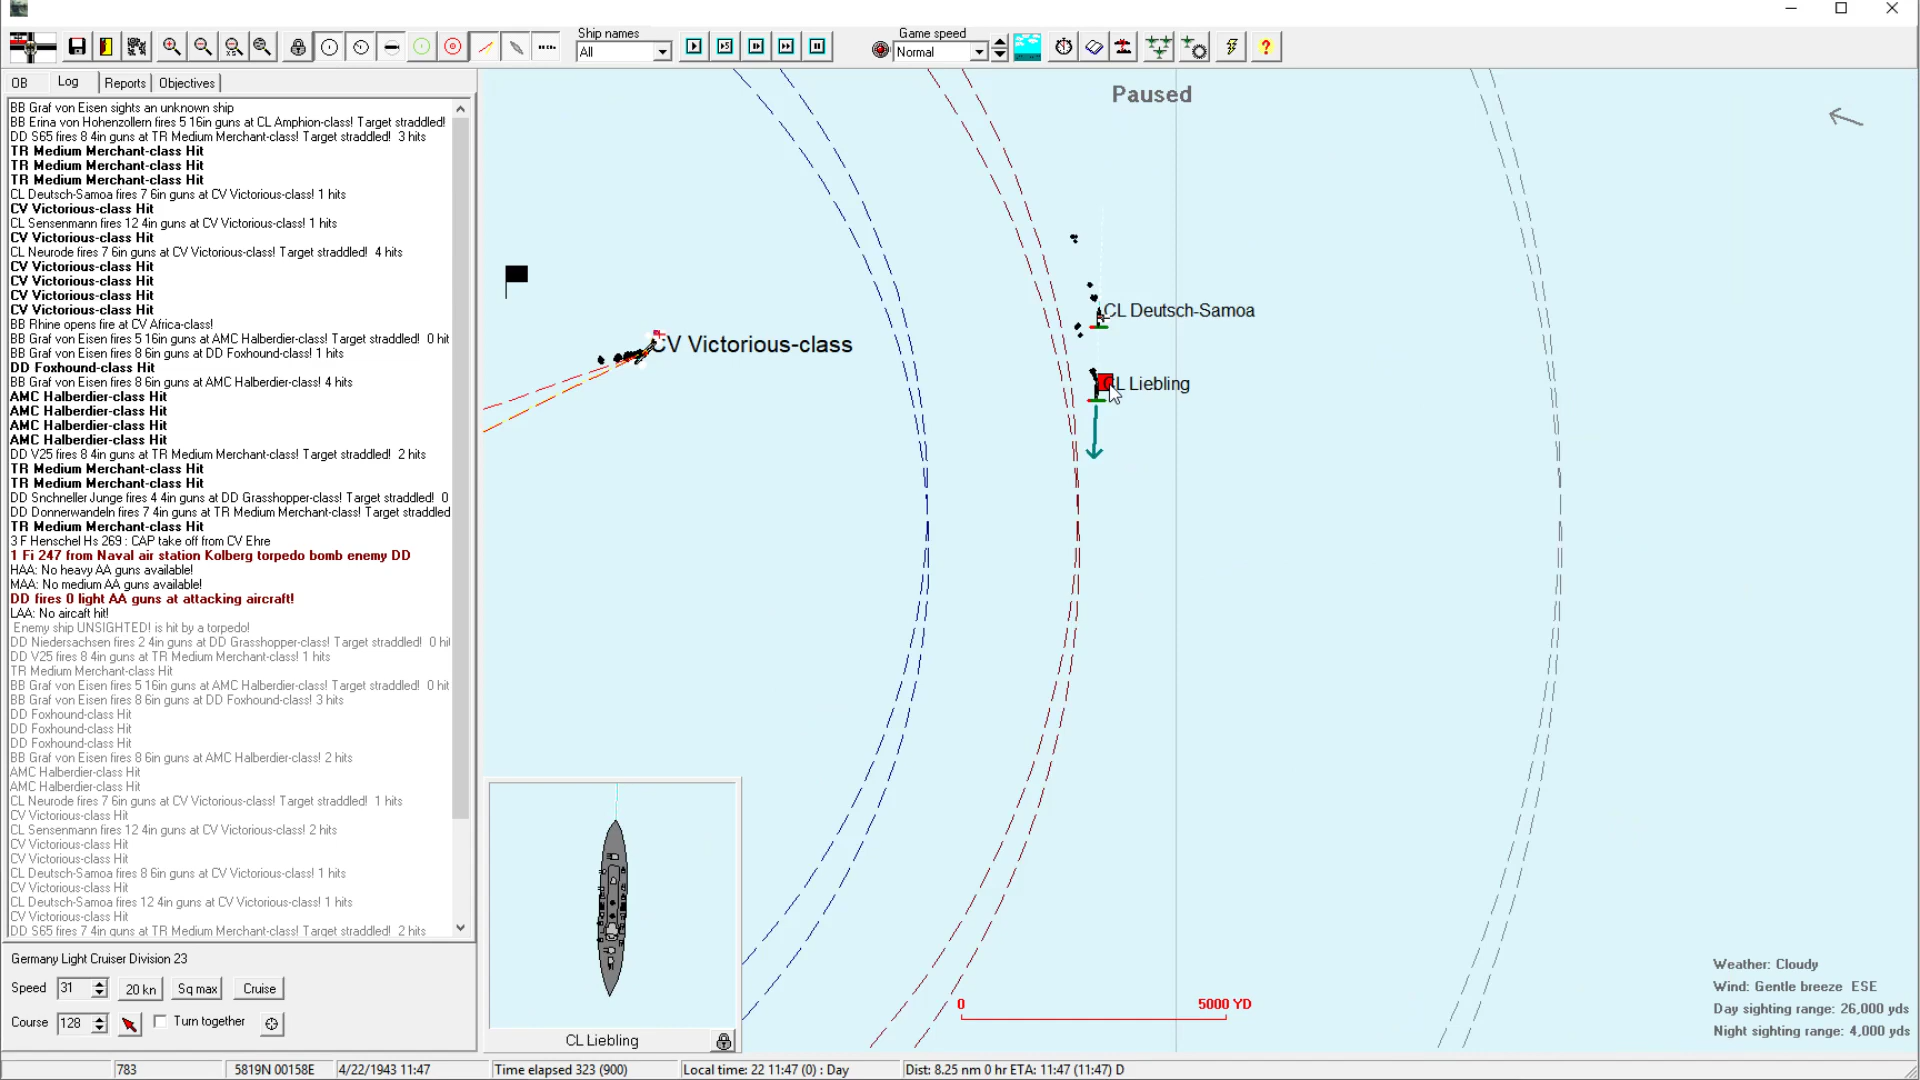 Ship names
All
Game speed
Normal
OB
Log
Reports
Objectives
BB Graf von Eisen sights an unknown ship
BB Erina von Hohenzollern fires 5 16in guns at CL Amphion-class! Target straddled!
DD S65 fires 8 4in guns at TR Medium Merchant-class! Target straddled!  3 hits
TR Medium Merchant-class Hit
TR Medium Merchant-class Hit
TR Medium Merchant-class Hit
CL Deutsch-Samoa fires 7 6in guns at CV Victorious-class! 1 hits
CV Victorious-class Hit
CL Sensenmann fires 12 4in guns at CV Victorious-class! 1 hits
CV Victorious-class Hit
CL Neurode fires 7 6in guns at CV Victorious-class! Target straddled!  4 hits
CV Victorious-class Hit
CV Victorious-class Hit
CV Victorious-class Hit
CV Victorious-class Hit
BB Rhine opens fire at CV Africa-class!
BB Graf von Eisen fires 5 16in guns at AMC Halberdier-class! Target straddled!  0 hit
BB Graf von Eisen fires 8 6in guns at DD Foxhound-class! 1 hits
DD Foxhound-class Hit
BB Graf von Eisen fires 8 6in guns at AMC Halberdier-class! 4 hits
AMC Halberdier-class Hit
AMC Halberdier-class Hit
AMC Halberdier-class Hit
AMC Halberdier-class Hit
DD V25 fires 8 4in guns at TR Medium Merchant-class! Target straddled!  2 hits
TR Medium Merchant-class Hit
TR Medium Merchant-class Hit
DD Snchneller Junge fires 4 4in guns at DD Grasshopper-class! Target straddled!  0
DD Donnerwandeln fires 7 4in guns at TR Medium Merchant-class! Target straddled
TR Medium Merchant-class Hit
3 F Henschel Hs 269 : CAP take off from CV Ehre
1 Fi 247 from Naval air station Kolberg torpedo bomb enemy DD
HAA: No heavy AA guns available!
MAA: No medium AA guns available!
DD fires 0 light AA guns at attacking aircraft!
LAA: No aircaft hit!
Enemy ship UNSIGHTED! is hit by a torpedo!
DD Niedersachsen fires 2 4in guns at DD Grasshopper-class! Target straddled!  0 hit
DD V25 fires 8 4in guns at TR Medium Merchant-class! 1 hits
TR Medium Merchant-class Hit
BB Graf von Eisen fires 5 16in guns at AMC Halberdier-class! Target straddled!  0 hit
BB Graf von Eisen fires 8 6in guns at DD Foxhound-class! 3 hits
DD Foxhound-class Hit
DD Foxhound-class Hit
DD Foxhound-class Hit
BB Graf von Eisen fires 8 6in guns at AMC Halberdier-class! 2 hits
AMC Halberdier-class Hit
AMC Halberdier-class Hit
CL Neurode fires 7 6in guns at CV Victorious-class! Target straddled!  1 hits
CV Victorious-class Hit
CL Sensenmann fires 12 4in guns at CV Victorious-class! 2 hits
CV Victorious-class Hit
CV Victorious-class Hit
CL Deutsch-Samoa fires 8 6in guns at CV Victorious-class! 1 hits
CV Victorious-class Hit
CL Deutsch-Samoa fires 12 4in guns at CV Victorious-class! 1 hits
CV Victorious-class Hit
DD S65 fires 7 4in guns at TR Medium Merchant-class! Target straddled!  2 hits
Germany Light Cruiser Division 23
Speed 31 20 kn Sq max Cruise
Course 128 Turn together
Paused
CL Deutsch-Samoa
CV Victorious-class
CL Liebling
CL Liebling
0 5000 YD
Weather: Cloudy
Wind: Gentle breeze  ESE
Day sighting range: 26,000 yds
Night sighting range: 4,000 yds
783 5819N 00158E 4/22/1943 11:47 Time elapsed 323 (900) Local time: 22 11:47 (0) : Day Dist: 8.25 nm 0 hr ETA: 11:47 (11:47) D